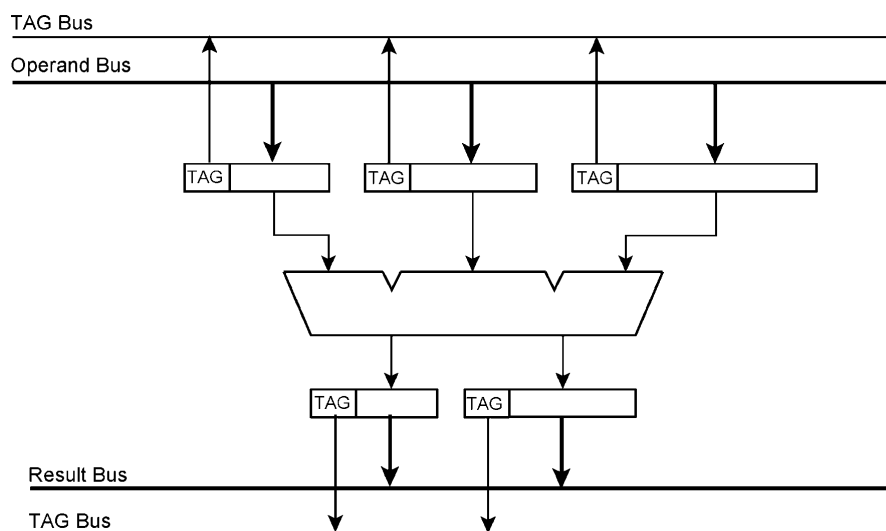 TAG Bus
Operand Bus
TAG TAG TAG
TAG TAG
Result Bus
TAG Bus